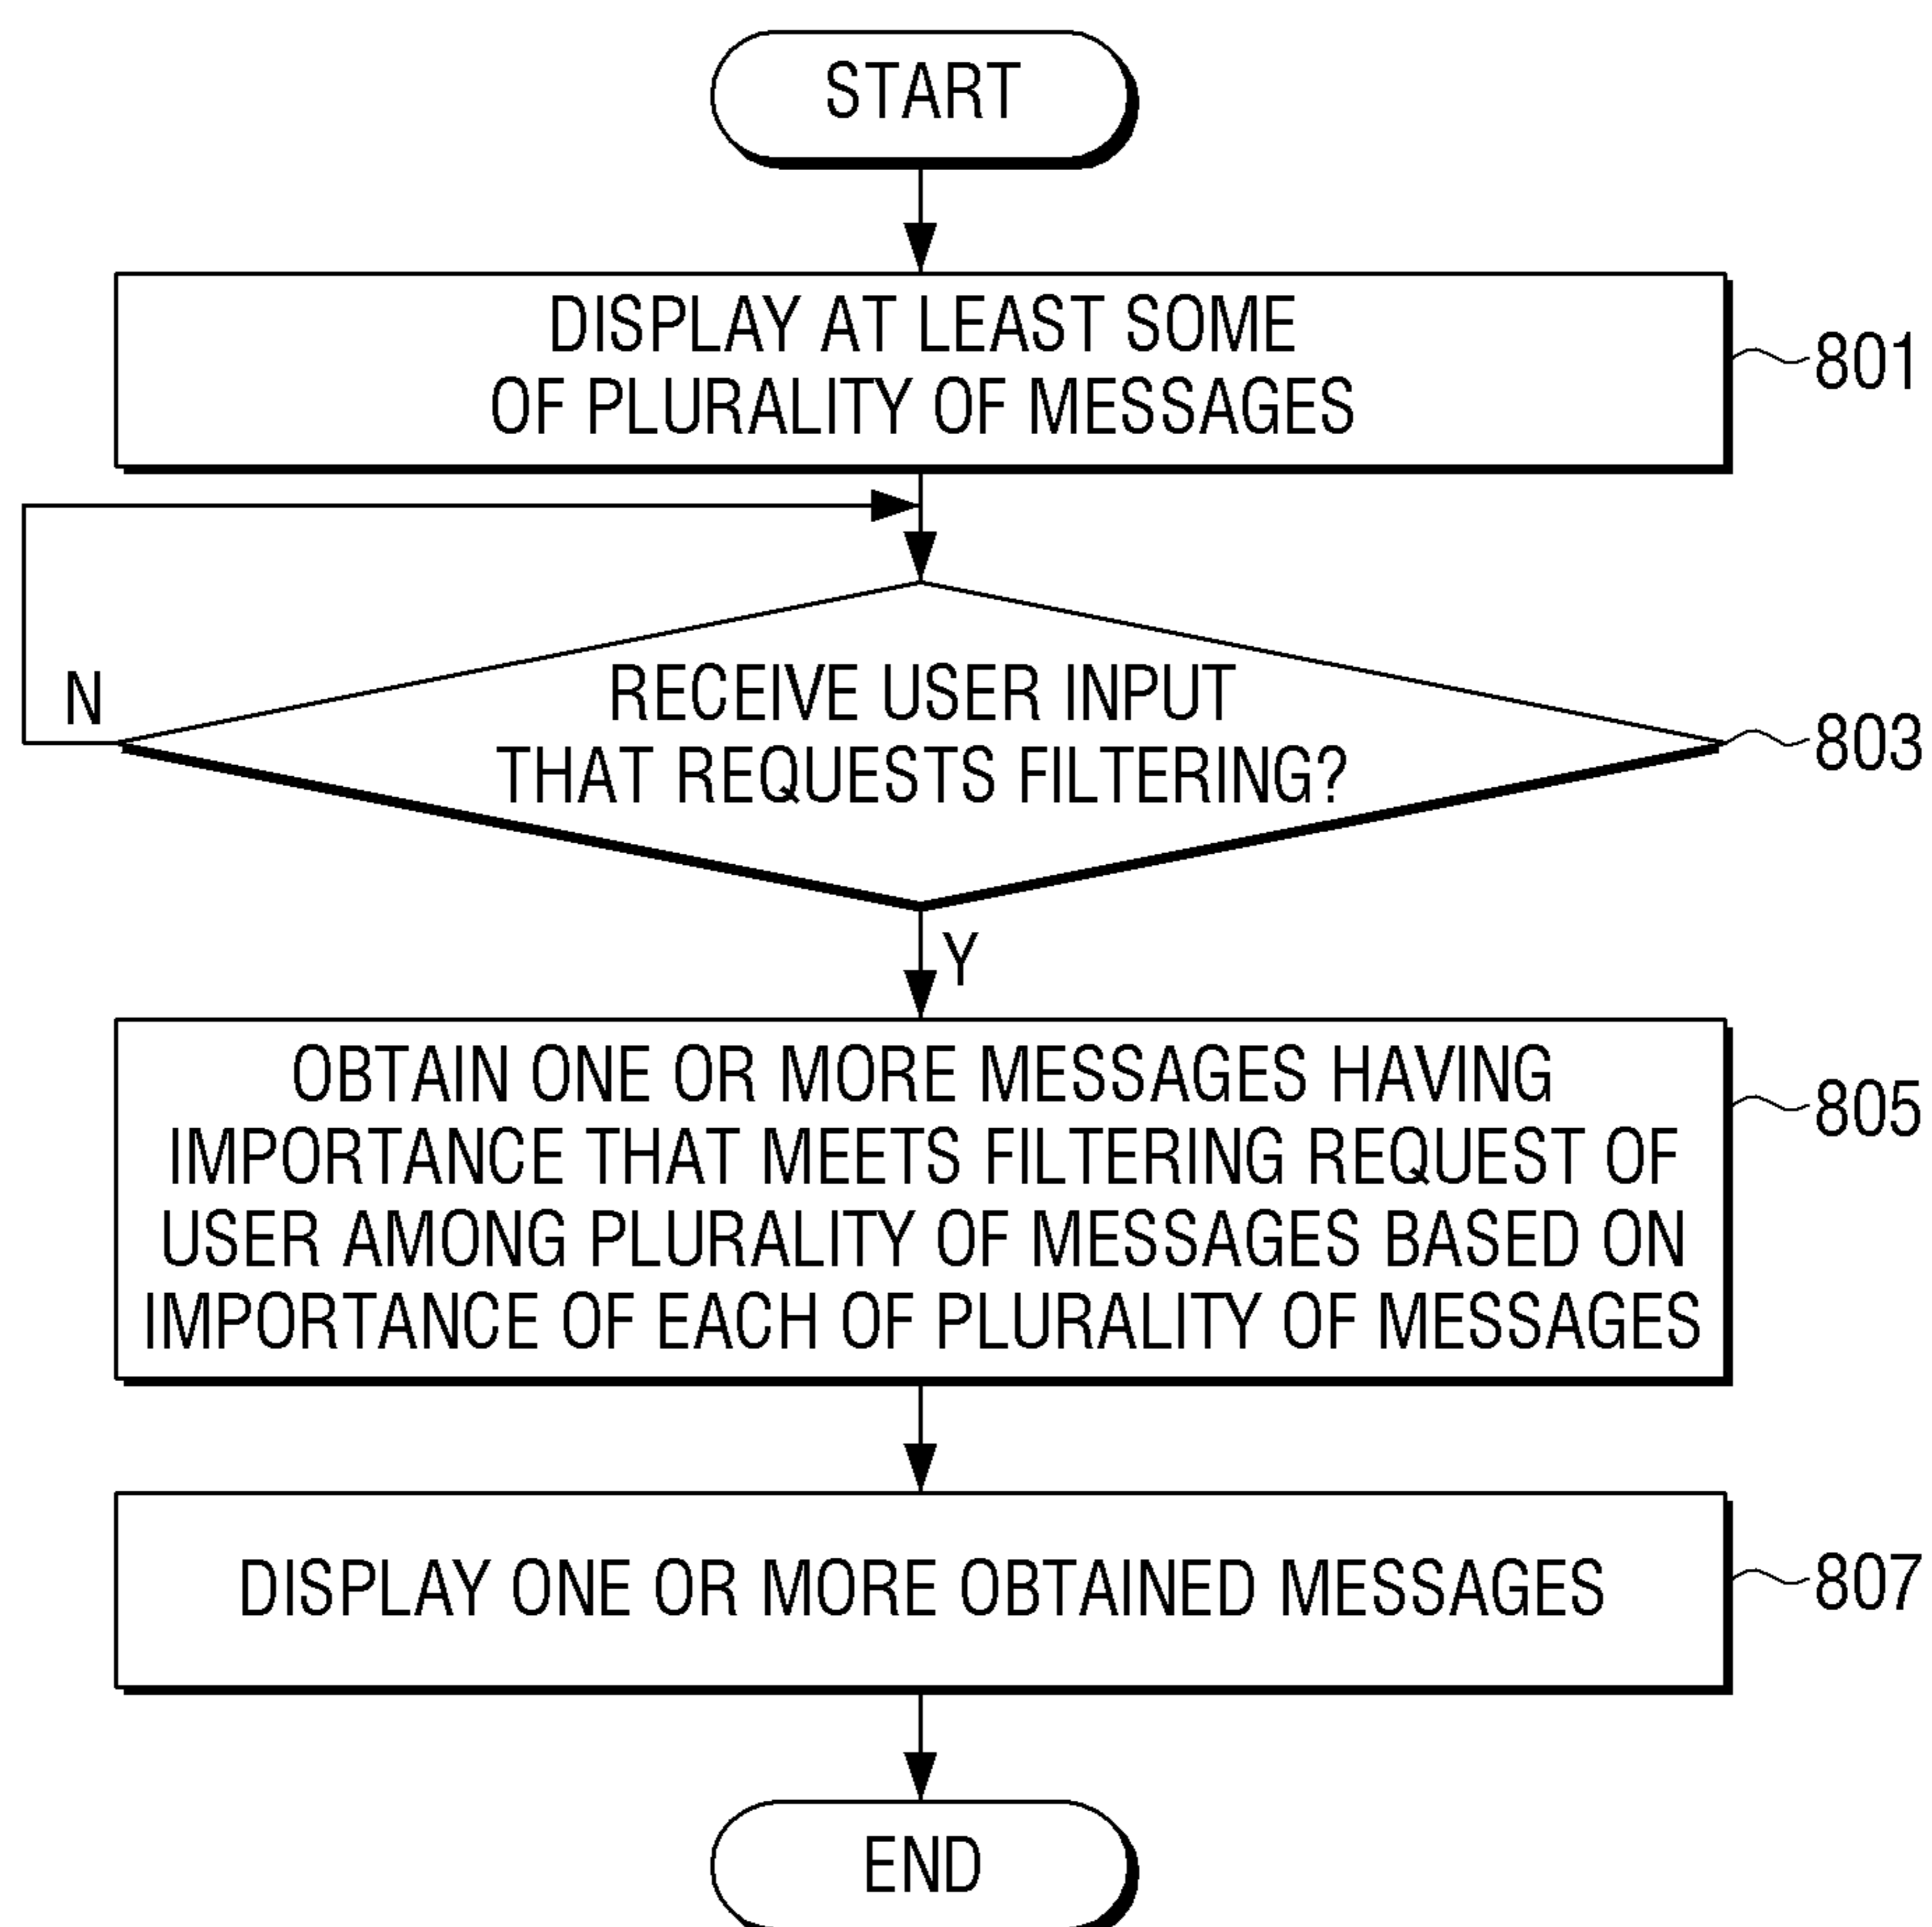 START
DISPLAY AT LEAST SOME
OF PLURALITY OF MESSAGES
801
N
RECEIVE USER INPUT
THAT REQUESTS FILTERING?
803
Y
OBTAIN ONE OR MORE MESSAGES HAVING
IMPORTANCE THAT MEETS FILTERING REQUEST OF
USER AMONG PLURALITY OF MESSAGES BASED ON
IMPORTANCE OF EACH OF PLURALITY OF MESSAGES
805
DISPLAY ONE OR MORE OBTAINED MESSAGES
807
END